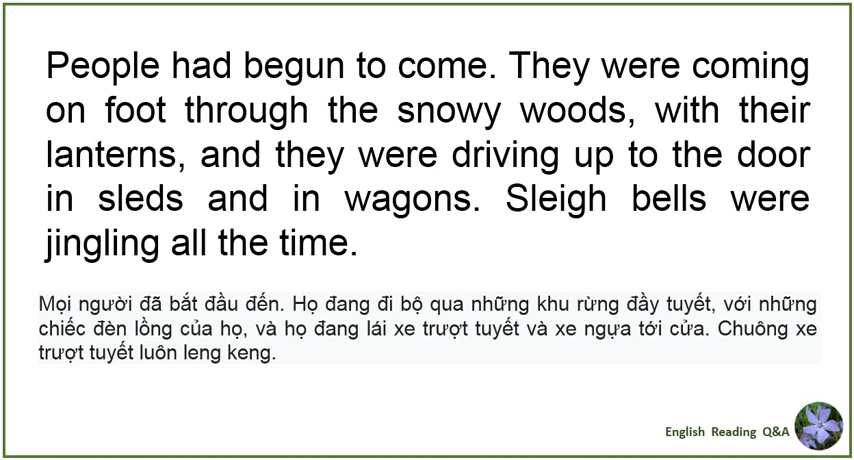 People had begun to come. They were coming
on foot through the snowy woods, with their
lanterns, and they were driving up to the door
in sleds and in wagons. Sleigh bells were
jingling all the time.
Mọi người đã bắt đầu đến. Họ đang đi bộ qua những khu rừng đầy tuyết, với những
chiếc đèn lồng của họ, và họ đang lái xe trượt tuyết và xe ngựa tới cửa. Chuông xe
trượt tuyết luôn leng keng.
English Reading Q&A